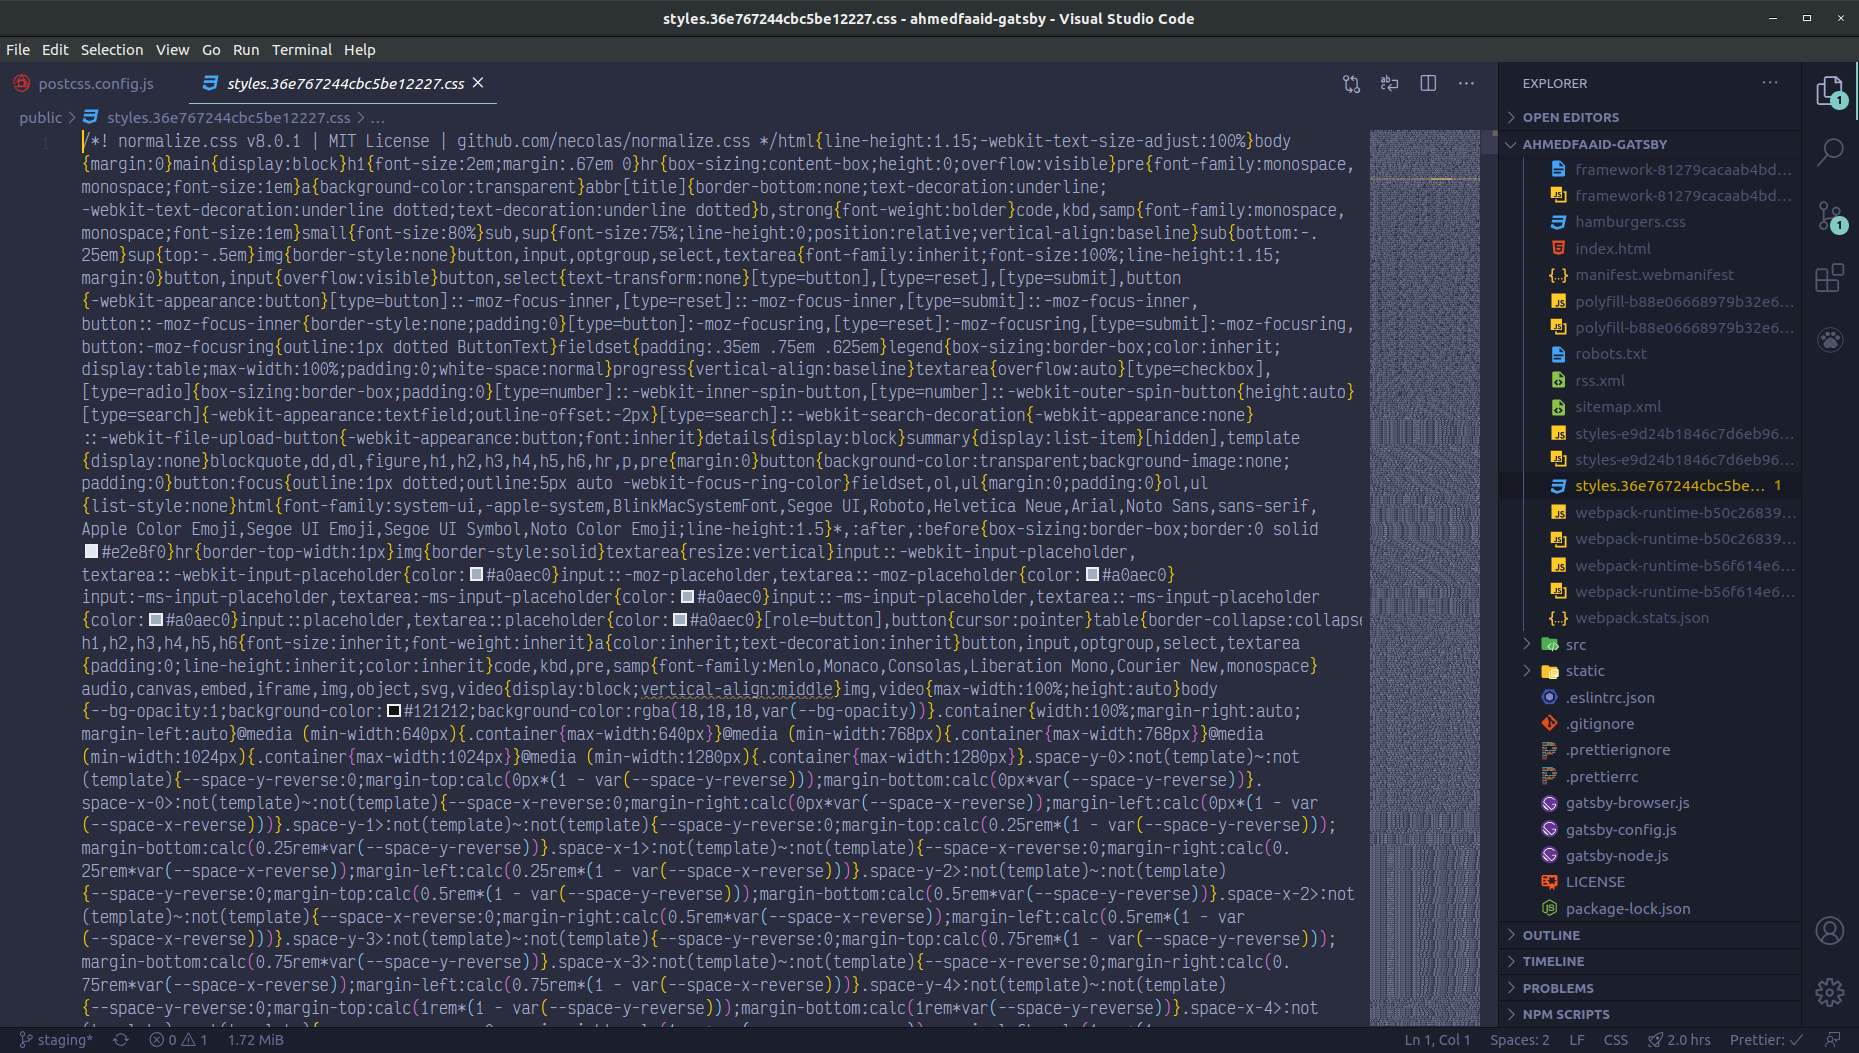 styles.36e767244cbc5be12227.css - ahmedfaaid-gatsby - Visual Studio Code
File Edit Selection View Go Run Terminal Help
postcss.config.js
styles.36e767244cbc5be12227.css
public > styles.36e767244cbc5be12227.css > ...
1
/*! normalize.css v8.0.1 | MIT License | github.com/necolas/normalize.css */html{line-height:1.15;-webkit-text-size-adjust:100%}body
{margin:0}main{display:block}h1{font-size:2em;margin:.67em 0}hr{box-sizing:content-box;height:0;overflow:visible}pre{font-family:monospace,
monospace;font-size:1em}a{background-color:transparent}abbr[title]{border-bottom:none;text-decoration:underline;
-webkit-text-decoration:underline dotted;text-decoration:underline dotted}b,strong{font-weight:bolder}code,kbd,samp{font-family:monospace,
monospace;font-size:1em}small{font-size:80%}sub,sup{font-size:75%;line-height:0;position:relative;vertical-align:baseline}sub{bottom:-.
25em}sup{top:-.5em}img{border-style:none}button,input,optgroup,select,textarea{font-family:inherit;font-size:100%;line-height:1.15;
margin:0}button,input{overflow:visible}button,select{text-transform:none}[type=button],[type=reset],[type=submit],button
{-webkit-appearance:button}[type=button]::-moz-focus-inner,[type=reset]::-moz-focus-inner,[type=submit]::-moz-focus-inner,
button::-moz-focus-inner{border-style:none;padding:0}[type=button]:-moz-focusring,[type=reset]:-moz-focusring,[type=submit]:-moz-focusring,
button:-moz-focusring{outline:1px dotted ButtonText}fieldset{padding:.35em .75em .625em}legend{box-sizing:border-box;color:inherit;
display:table;max-width:100%;padding:0;white-space:normal}progress{vertical-align:baseline}textarea{overflow:auto}[type=checkbox],
[type=radio]{box-sizing:border-box;padding:0}[type=number]::-webkit-inner-spin-button,[type=number]::-webkit-outer-spin-button{height:auto}
[type=search]{-webkit-appearance:textfield;outline-offset:-2px}[type=search]::-webkit-search-decoration{-webkit-appearance:none}
::-webkit-file-upload-button{-webkit-appearance:button;font:inherit}details{display:block}summary{display:list-item}[hidden],template
{display:none}blockquote,dd,dl,figure,h1,h2,h3,h4,h5,h6,hr,p,pre{margin:0}button{background-color:transparent;background-image:none;
padding:0}button:focus{outline:1px dotted;outline:5px auto -webkit-focus-ring-color}fieldset,ol,ul{margin:0;padding:0}ol,ul
{list-style:none}html{font-family:system-ui,-apple-system,BlinkMacSystemFont,Segoe UI,Roboto,Helvetica Neue,Arial,Noto Sans,sans-serif,
Apple Color Emoji,Segoe UI Emoji,Segoe UI Symbol,Noto Color Emoji;line-height:1.5}*,:after,:before{box-sizing:border-box;border:0 solid
#e2e8f0}hr{border-top-width:1px}img{border-style:solid}textarea{resize:vertical}input::-webkit-input-placeholder,
textarea::-webkit-input-placeholder{color:#a0aec0}input::-moz-placeholder,textarea::-moz-placeholder{color:#a0aec0}
input:-ms-input-placeholder,textarea:-ms-input-placeholder{color:#a0aec0}input::-ms-input-placeholder,textarea::-ms-input-placeholder
{color:#a0aec0}input::placeholder,textarea::placeholder{color:#a0aec0}[role=button],button{cursor:pointer}table{border-collapse:collapse
h1,h2,h3,h4,h5,h6{font-size:inherit;font-weight:inherit}a{color:inherit;text-decoration:inherit}button,input,optgroup,select,textarea
{padding:0;line-height:inherit;color:inherit}code,kbd,pre,samp{font-family:Menlo,Monaco,Consolas,Liberation Mono,Courier New,monospace}
audio,canvas,embed,iframe,img,object,svg,video{display:block;vertical-align:middle}img,video{max-width:100%;height:auto}body
{--bg-opacity:1;background-color:#121212;background-color:rgba(18,18,18,var(--bg-opacity))}.container{width:100%;margin-right:auto;
margin-left:auto}@media (min-width:640px){.container{max-width:640px}}@media (min-width:768px){.container{max-width:768px}}@media
(min-width:1024px){.container{max-width:1024px}}@media (min-width:1280px){.container{max-width:1280px}}.space-y-0>:not(template)~:not
(template){--space-y-reverse:0;margin-top:calc(0px*(1 - var(--space-y-reverse)));margin-bottom:calc(0px*var(--space-y-reverse))}.
space-x-0>:not(template)~:not(template){--space-x-reverse:0;margin-right:calc(0px*var(--space-x-reverse));margin-left:calc(0px*(1 - var
(--space-x-reverse)))}.space-y-1>:not(template)~:not(template){--space-y-reverse:0;margin-top:calc(0.25rem*(1 - var(--space-y-reverse)));
margin-bottom:calc(0.25rem*var(--space-y-reverse))}.space-x-1>:not(template)~:not(template){--space-x-reverse:0;margin-right:calc(0.
25rem*var(--space-x-reverse));margin-left:calc(0.25rem*(1 - var(--space-x-reverse)))}.space-y-2>:not(template)~:not(template)
{--space-y-reverse:0;margin-top:calc(0.5rem*(1 - var(--space-y-reverse)));margin-bottom:calc(0.5rem*var(--space-y-reverse))}.space-x-2>:not
(template)~:not(template){--space-x-reverse:0;margin-right:calc(0.5rem*var(--space-x-reverse));margin-left:calc(0.5rem*(1 - var
(--space-x-reverse)))}.space-y-3>:not(template)~:not(template){--space-y-reverse:0;margin-top:calc(0.75rem*(1 - var(--space-y-reverse)));
margin-bottom:calc(0.75rem*var(--space-y-reverse))}.space-x-3>:not(template)~:not(template){--space-x-reverse:0;margin-right:calc(0.
75rem*var(--space-x-reverse));margin-left:calc(0.75rem*(1 - var(--space-x-reverse)))}.space-y-4>:not(template)~:not(template)
{--space-y-reverse:0;margin-top:calc(1rem*(1 - var(--space-y-reverse)));margin-bottom:calc(1rem*var(--space-y-reverse))}.space-x-4>:not
EXPLORER
OPEN EDITORS
AHMEDFAAID-GATSBY
framework-81279cacaab4bd...
framework-81279cacaab4bd...
hamburgers.css
index.html
manifest.webmanifest
polyfill-b88e06668979b32e6...
polyfill-b88e06668979b32e6...
robots.txt
rss.xml
sitemap.xml
styles-e9d24b1846c7d6eb96...
styles-e9d24b1846c7d6eb96...
styles.36e767244cbc5be... 1
webpack-runtime-b50c26839...
webpack-runtime-b50c26839...
webpack-runtime-b56f614e6...
webpack-runtime-b56f614e6...
webpack.stats.json
src
static
.eslintrc.json
.gitignore
.prettierignore
.prettierrc
gatsby-browser.js
gatsby-config.js
gatsby-node.js
LICENSE
package-lock.json
OUTLINE
TIMELINE
PROBLEMS
NPM SCRIPTS
1
1
staging* 0 1 1.72 MiB
Ln 1, Col 1 Spaces: 2 LF CSS 2.0 hrs Prettier: ✓